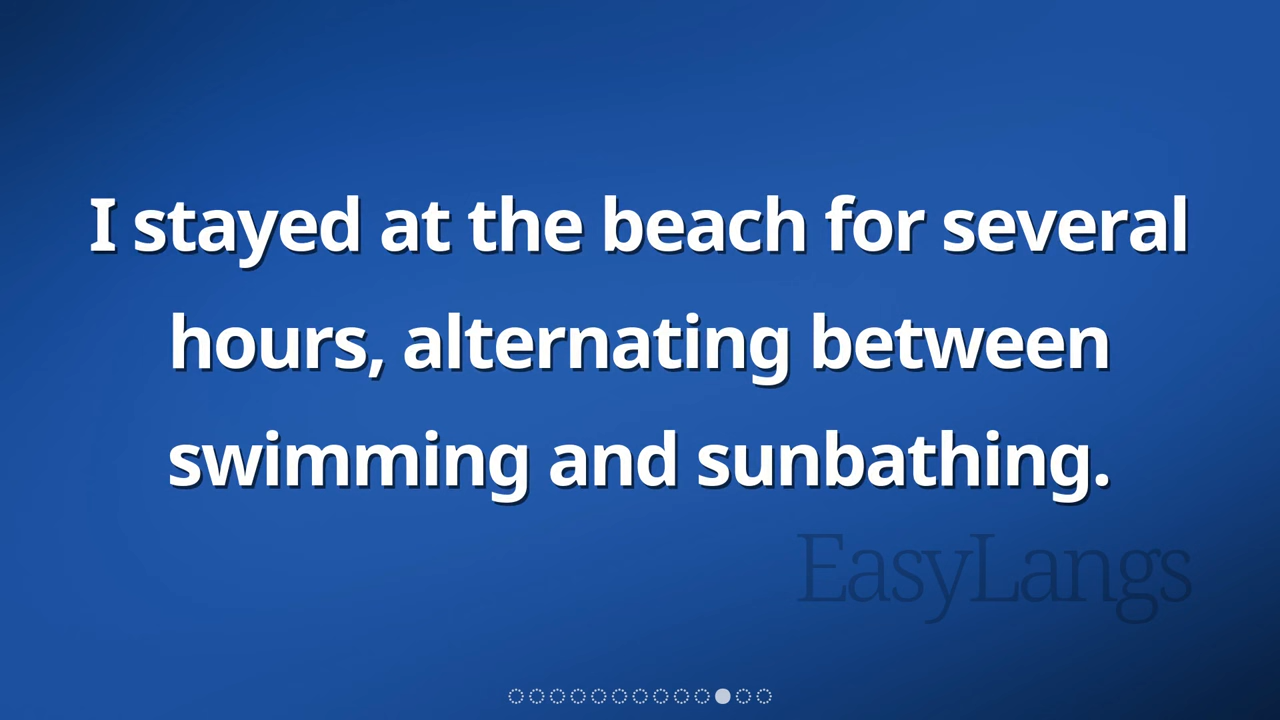 I stayed at the beach for several
hours, alternating between
swimming and sunbathing.
EasyLangs